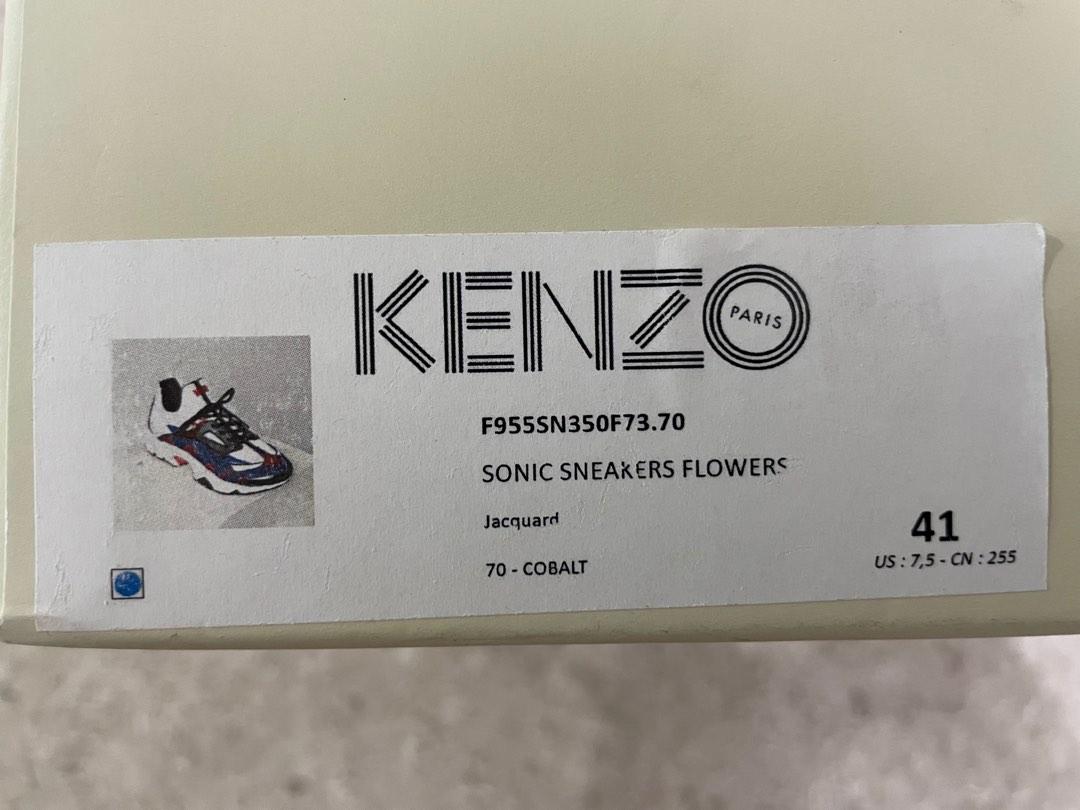 KENZO
PARIS
F955SN350F73.70
SONIC SNEAKERS FLOWERS
Jacquard
70 - COBALT
41
US : 7,5 - CN : 255